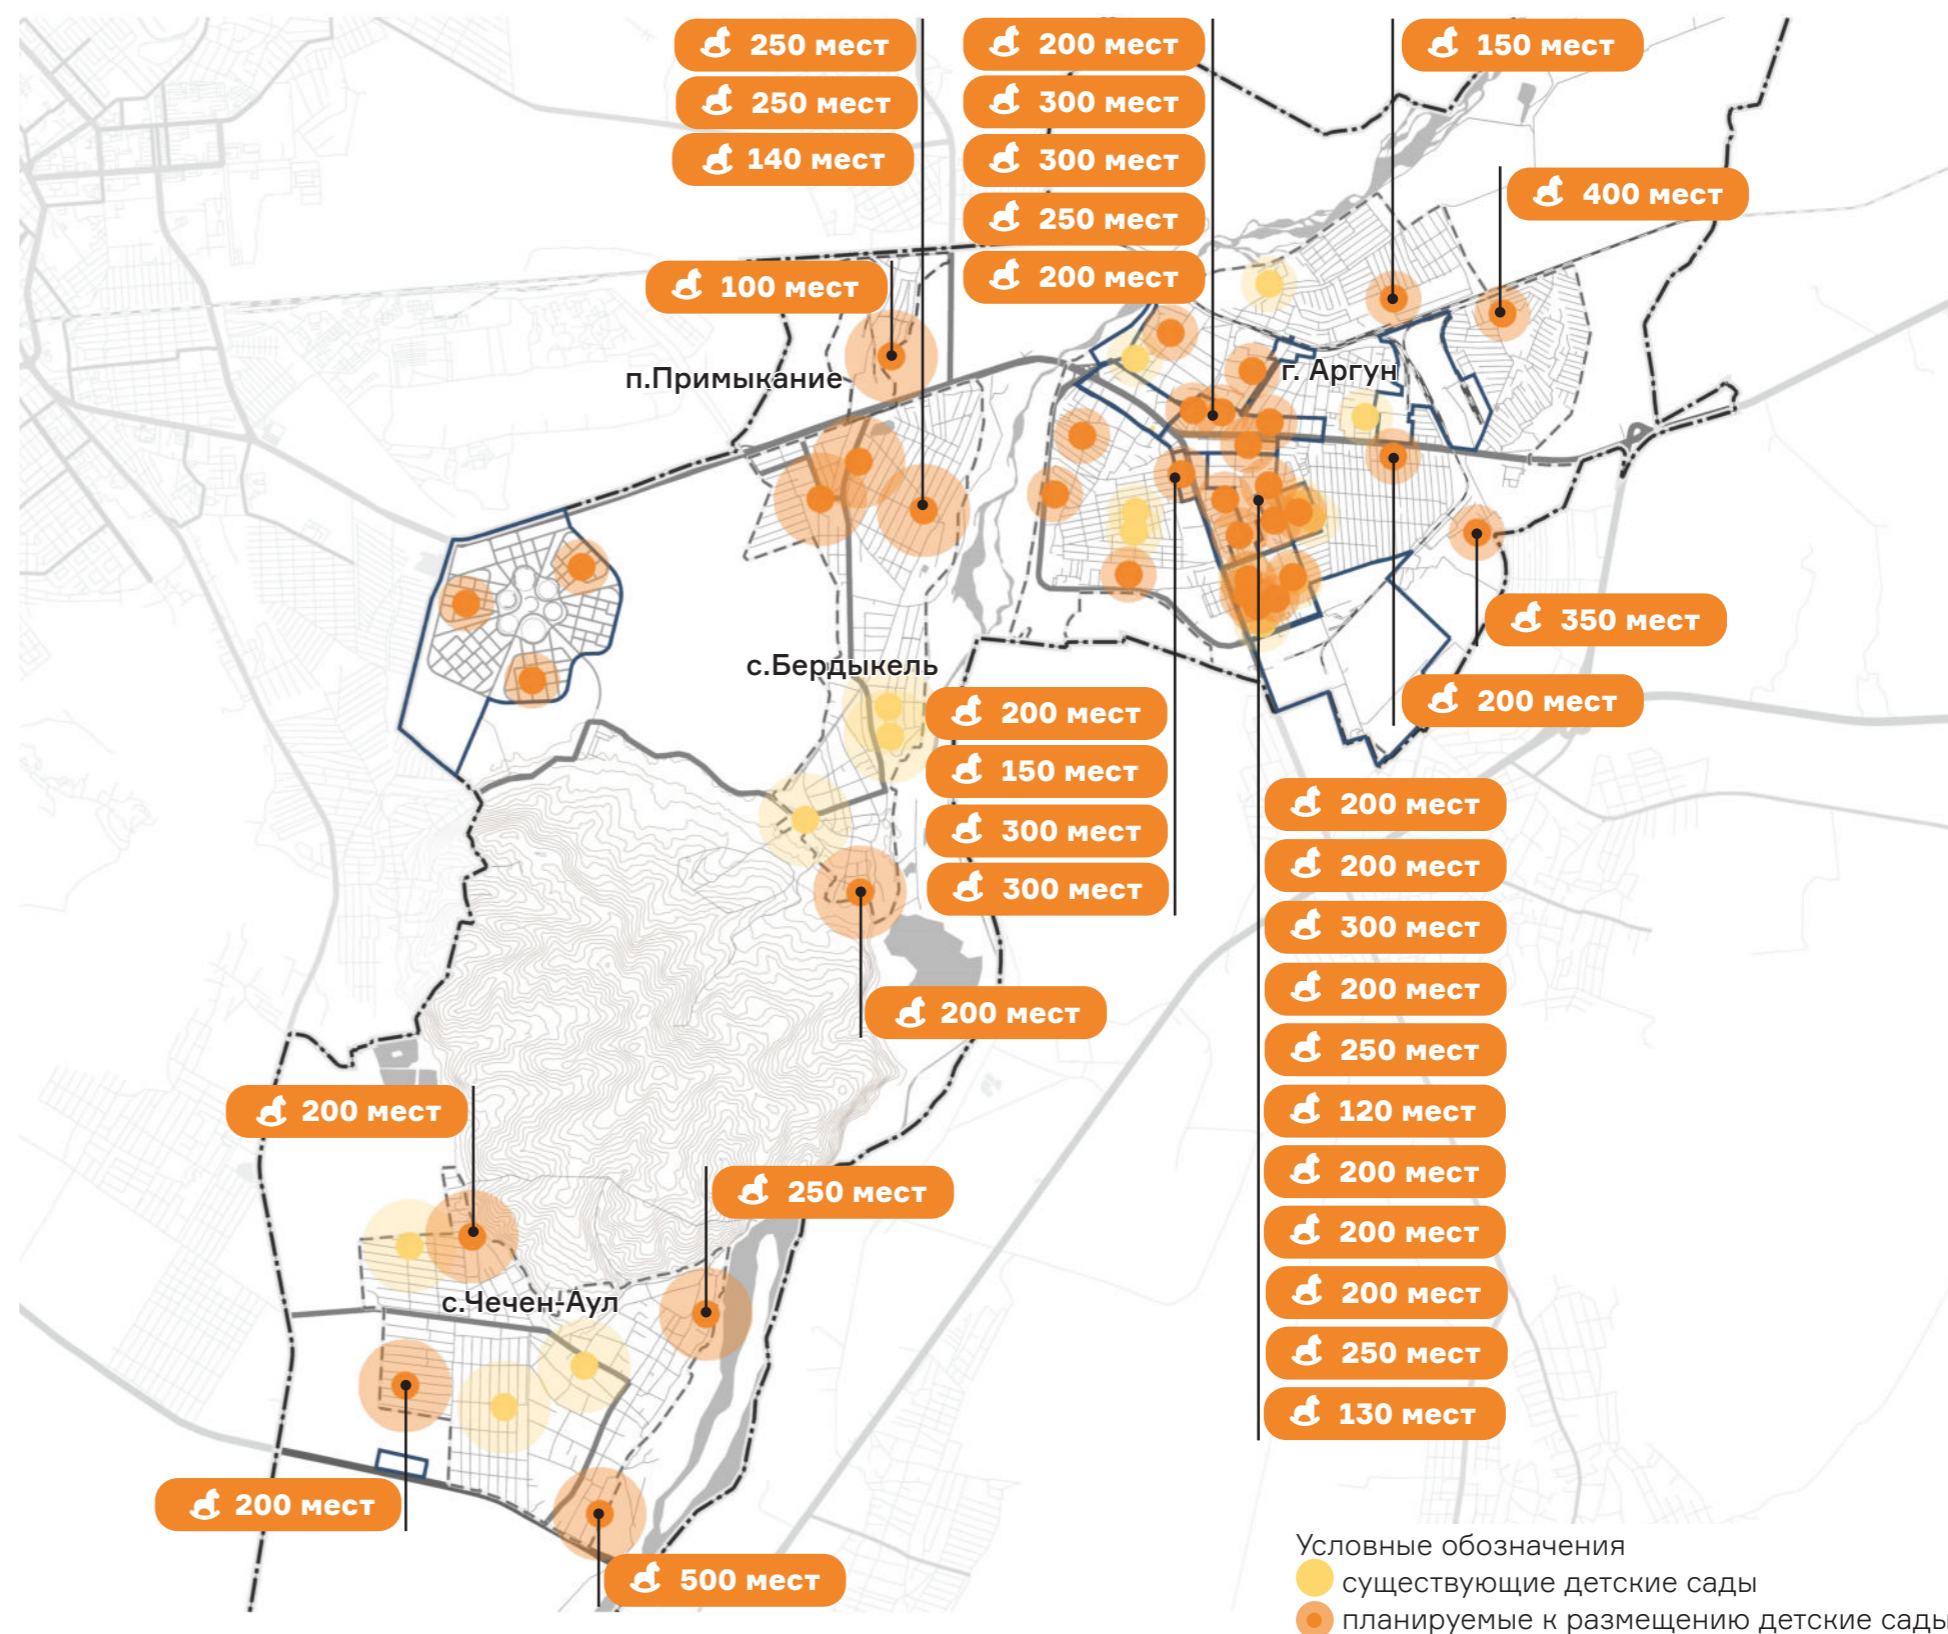 250 мест
250 мест
140 мест
200 мест
300 мест
300 мест
250 мест
200 мест
150 мест
400 мест
100 мест
п.Примыкание
г. Аргун
350 мест
200 мест
с.Бердыкель
200 мест
150 мест
300 мест
300 мест
200 мест
200 мест
200 мест
300 мест
200 мест
250 мест
120 мест
200 мест
200 мест
200 мест
250 мест
130 мест
200 мест
250 мест
с.Чечен-Аул
200 мест
500 мест
Условные обозначения
существующие детские сады
планируемые к размещению детские сады